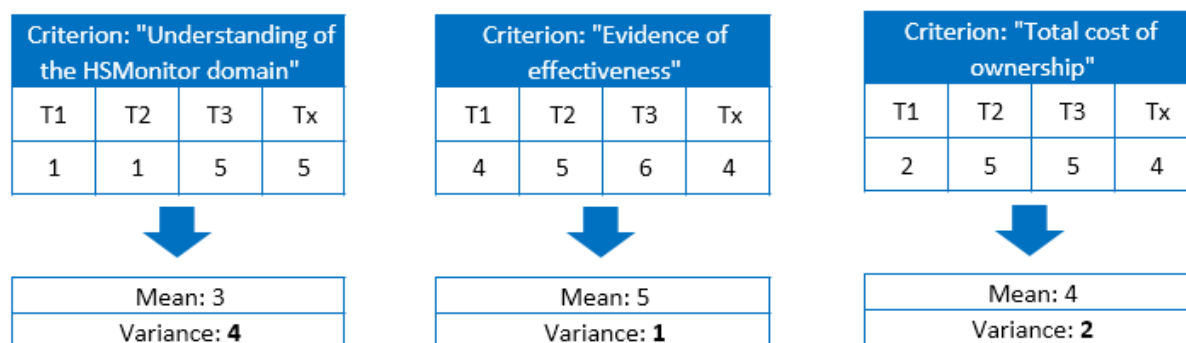 Criterion: "Understanding of
the HSMonitor domain"
T1 T2 T3 Tx
1 1 5 5
Mean: 3
Variance: 4
Criterion: "Evidence of
effectiveness"
T1 T2 T3 Tx
4 5 6 4
Mean: 5
Variance: 1
Criterion: "Total cost of
ownership"
T1 T2 T3 Tx
2 5 5 4
Mean: 4
Variance: 2